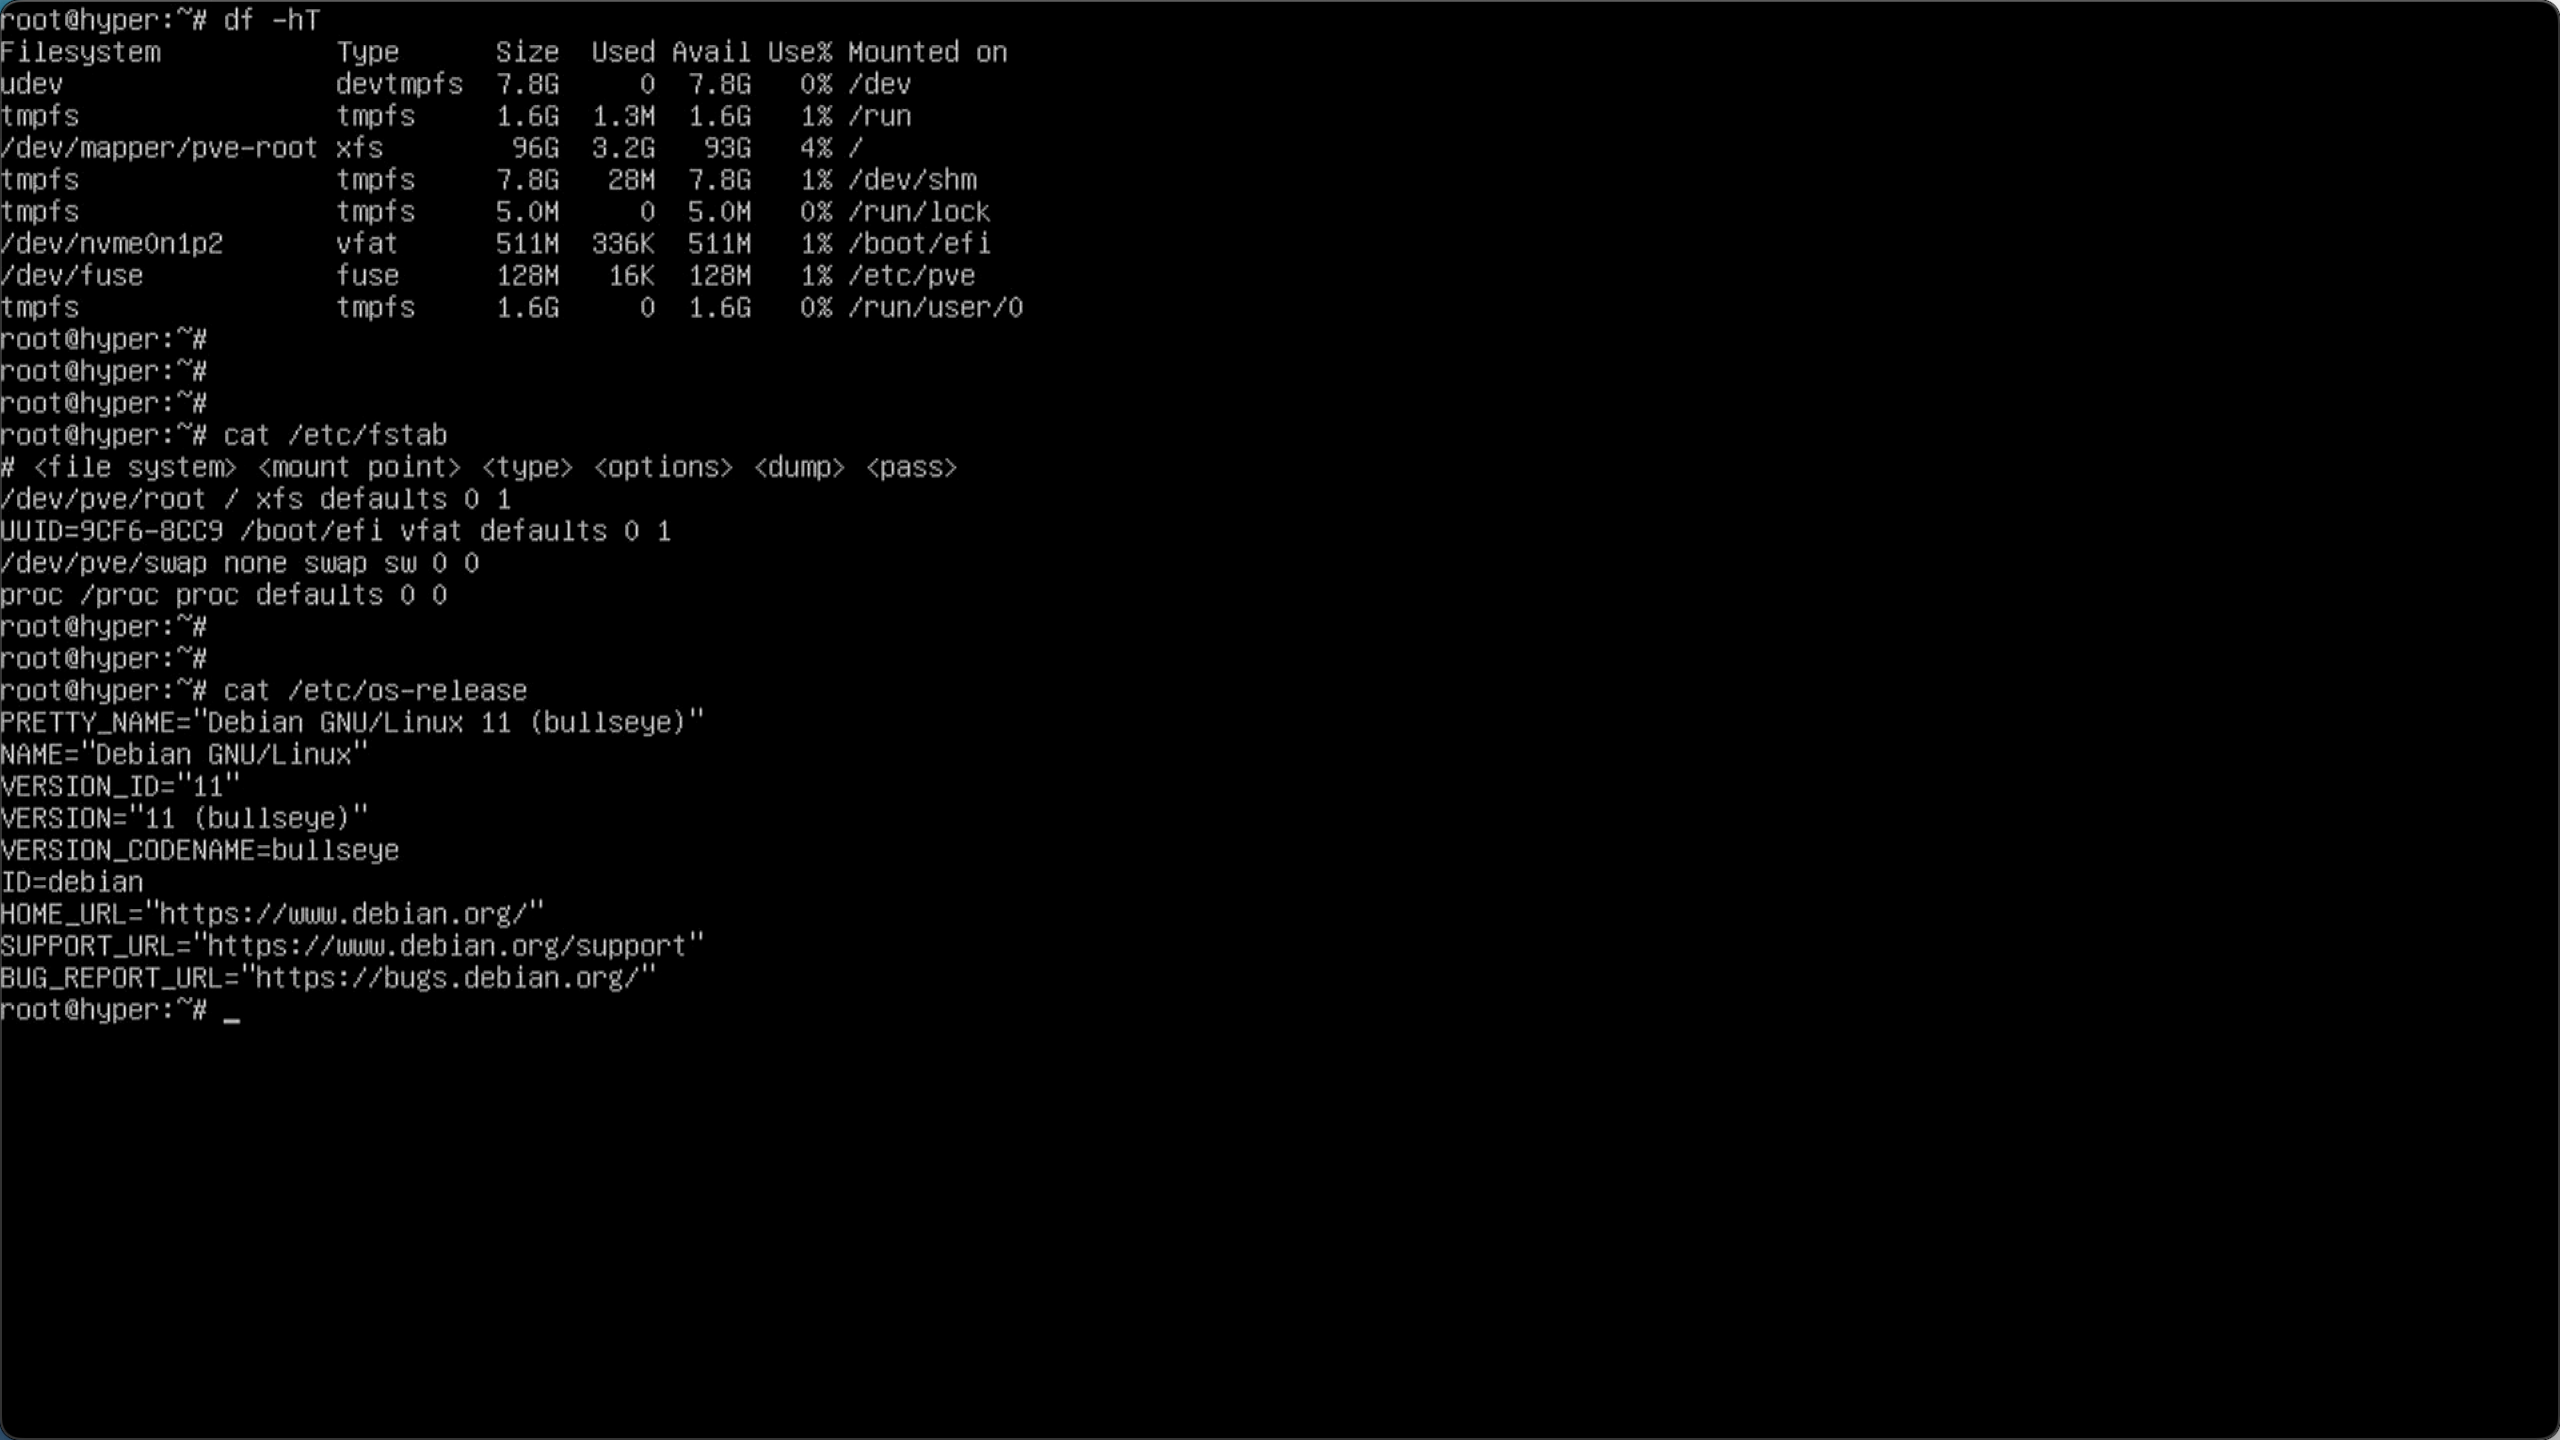 root@hyper:~# df -hT
Filesystem           Type      Size  Used Avail Use% Mounted on
udev                 devtmpfs  7.8G     0  7.8G   0% /dev
tmpfs                tmpfs     1.6G  1.3M  1.6G   1% /run
/dev/mapper/pve-root xfs        96G  3.2G   93G   4% /
tmpfs                tmpfs     7.8G   28M  7.8G   1% /dev/shm
tmpfs                tmpfs     5.0M     0  5.0M   0% /run/lock
/dev/nvme0n1p2       vfat      511M  336K  511M   1% /boot/efi
/dev/fuse            fuse      128M   16K  128M   1% /etc/pve
tmpfs                tmpfs     1.6G     0  1.6G   0% /run/user/0
root@hyper:~#
root@hyper:~#
root@hyper:~#
root@hyper:~# cat /etc/fstab
# <file system> <mount point> <type> <options> <dump> <pass>
/dev/pve/root / xfs defaults 0 1
UUID=9CF6-8CC9 /boot/efi vfat defaults 0 1
/dev/pve/swap none swap sw 0 0
proc /proc proc defaults 0 0
root@hyper:~#
root@hyper:~#
root@hyper:~# cat /etc/os-release
PRETTY_NAME="Debian GNU/Linux 11 (bullseye)"
NAME="Debian GNU/Linux"
VERSION_ID="11"
VERSION="11 (bullseye)"
VERSION_CODENAME=bullseye
ID=debian
HOME_URL="https://www.debian.org/"
SUPPORT_URL="https://www.debian.org/support"
BUG_REPORT_URL="https://bugs.debian.org/"
root@hyper:~# _